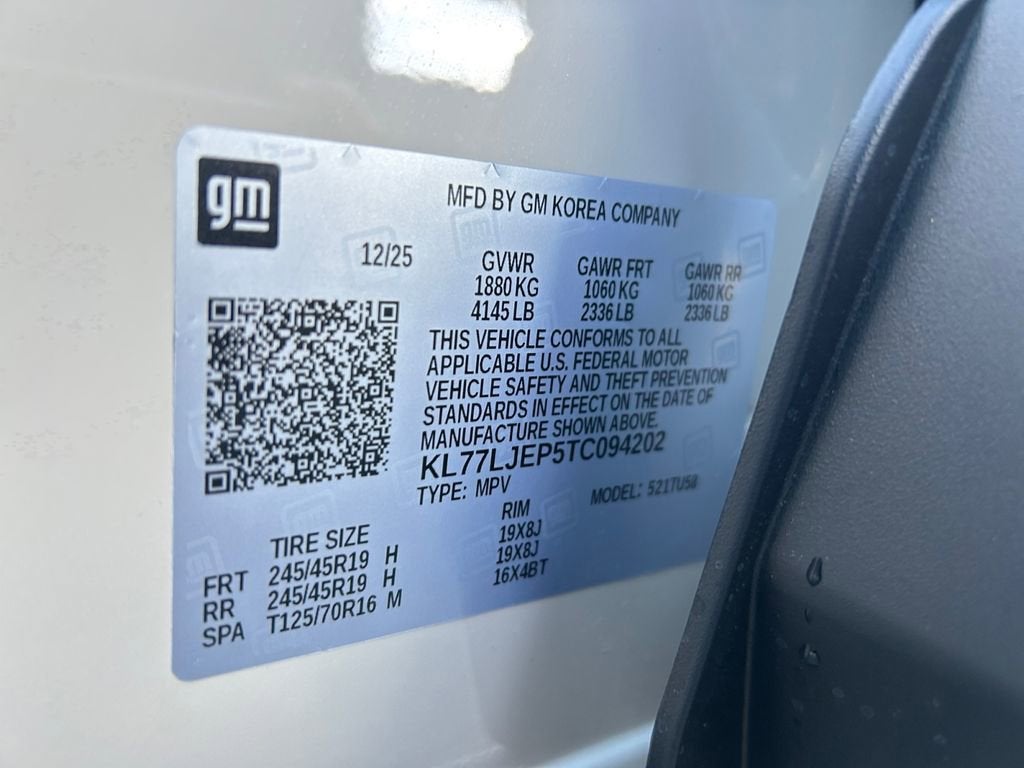 gm
MFD BY GM KOREA COMPANY
12/25
GVWR GAWR FRT GAWR RR
1880 KG 1060 KG 1060 KG
4145 LB 2336 LB 2336 LB
THIS VEHICLE CONFORMS TO ALL
APPLICABLE U.S. FEDERAL MOTOR
VEHICLE SAFETY AND THEFT PREVENTION
STANDARDS IN EFFECT ON THE DATE OF
MANUFACTURE SHOWN ABOVE.
KL77LJEP5TC094202
TYPE: MPV MODEL: 521TU58
TIRE SIZE RIM
FRT 245/45R19 H 19X8J
RR 245/45R19 H 19X8J
SPA T125/70R16 M 16X4BT